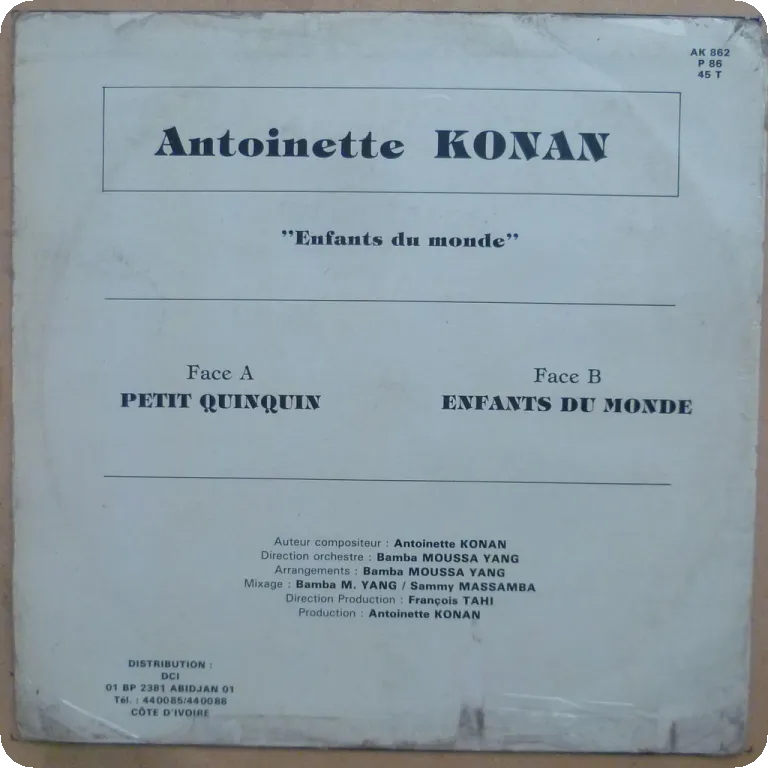 AK 862
P 86
45 T
Antoinette KONAN
”Enfants du monde”
Face A
PETIT QUINQUIN
Face B
ENFANTS DU MONDE
Auteur compositeur : Antoinette KONAN
Direction orchestre : Bamba MOUSSA YANG
Arrangements : Bamba MOUSSA YANG
Mixage : Bamba M. YANG / Sammy MASSAMBA
Direction Production : François TAHI
Production : Antoinette KONAN
DISTRIBUTION :
DCI
01 BP 2381 ABIDJAN 01
Tél. : 440085/440086
CÔTE D'IVOIRE